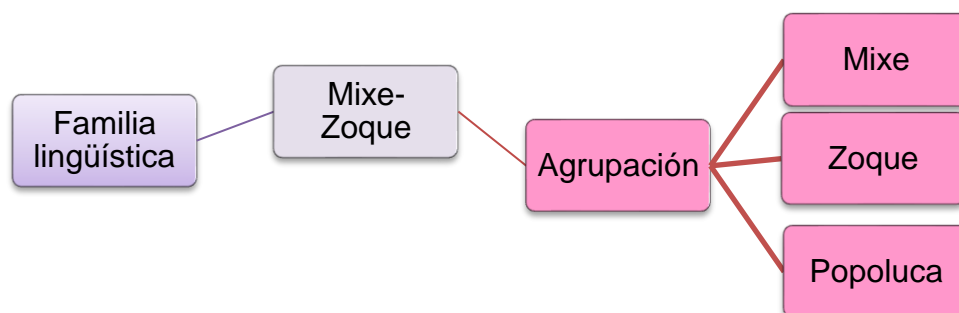 Familia
lingüística
Mixe-
Zoque
Agrupación
Mixe
Zoque
Popoluca